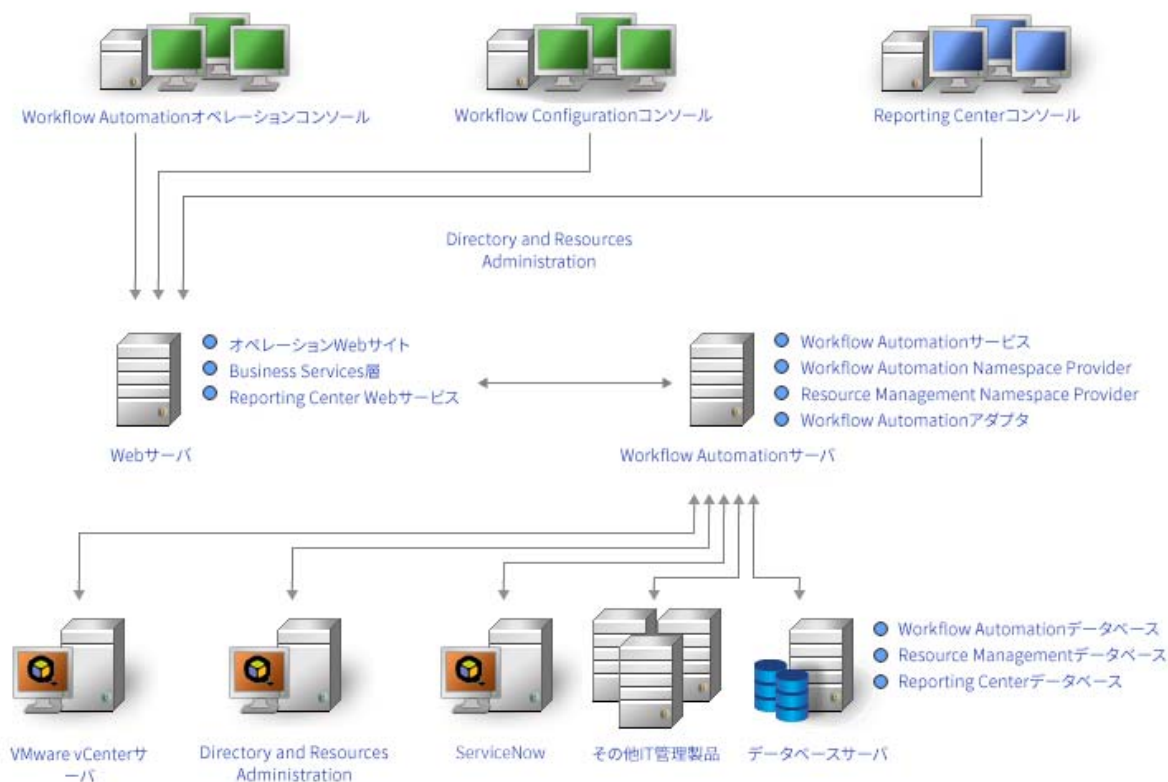 Workflow Automationオペレーションコンソール
Workflow Configurationコンソール
Reporting Centerコンソール
Directory and Resources
Administration
オペレーションWebサイト
Business Services層
Reporting Center Webサービス
Webサーバ
Workflow Automationサービス
Workflow Automation Namespace Provider
Resource Management Namespace Provider
Workflow Automationアダプタ
Workflow Automationサーバ
VMware vCenterサ
ーバ
Directory and Resources
Administration
ServiceNow
その他IT管理製品
データベースサーバ
Workflow Automationデータベース
Resource Managementデータベース
Reporting Centerデータベース